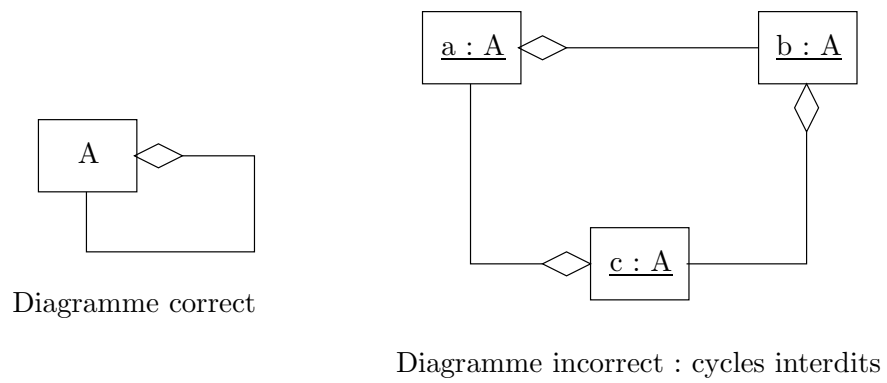 a : A
b : A
A
c : A
Diagramme correct
Diagramme incorrect : cycles interdits